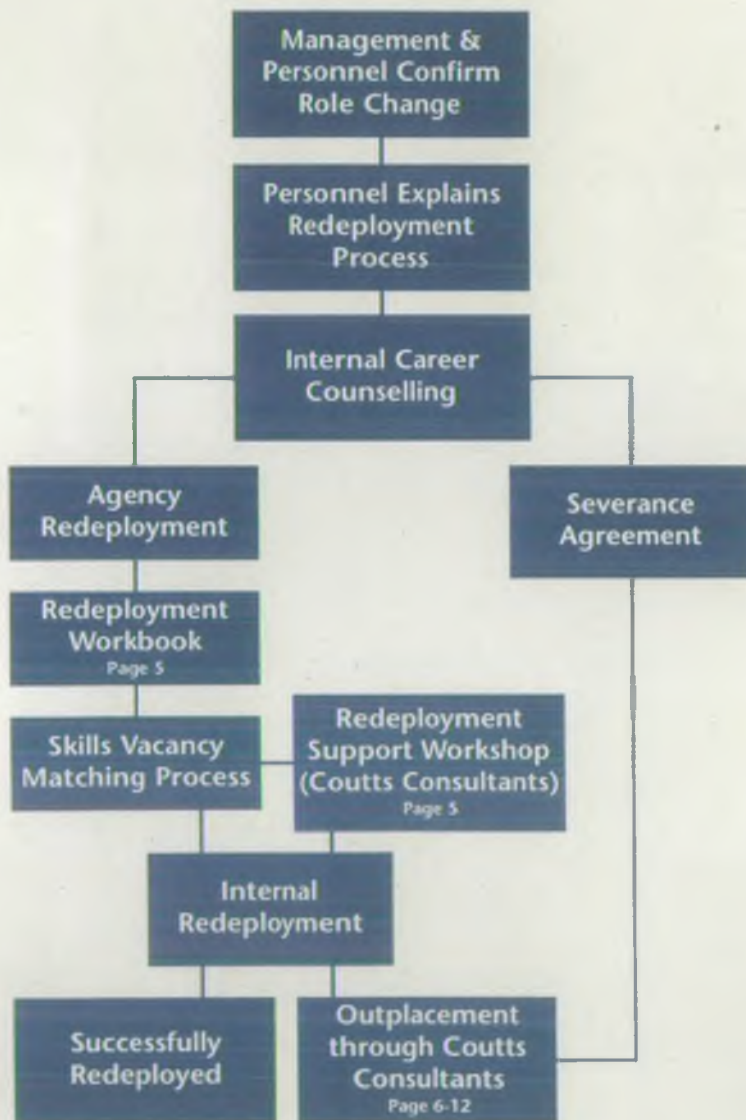 Management &
Personnel Confirm
Role Change
Personnel Explains
Redeployment
Process
Internal Career
Counselling
Agency
Redeployment
Severance
Agreement
Redeployment
Workbook
Page 5
Skills Vacancy
Matching Process
Redeployment
Support Workshop
(Coutts Consultants)
Page 5
Internal
Redeployment
Successfully
Redeployed
Outplacement
through Coutts
Consultants
Page 6-12